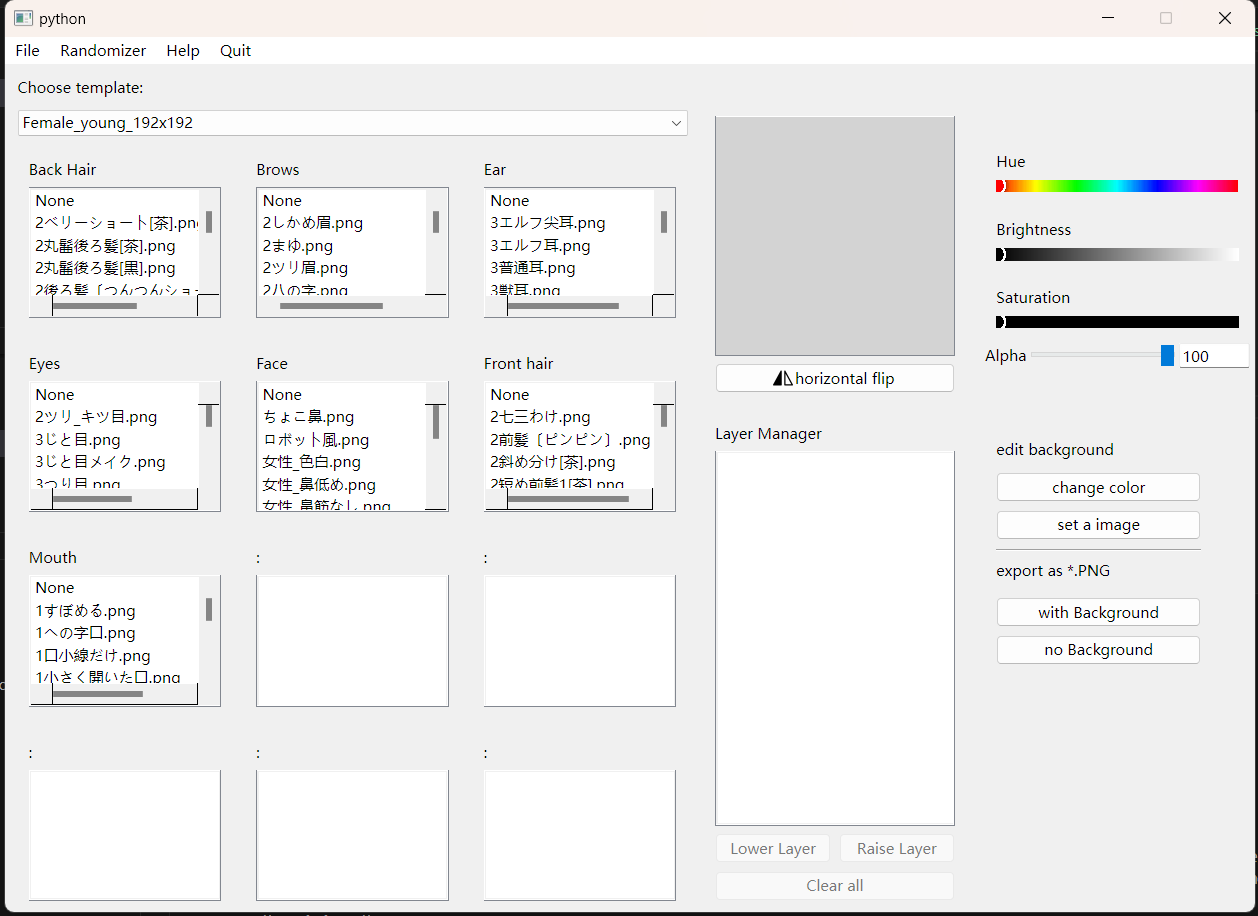 python
File Randomizer Help Quit
Choose template:
Female_young_192x192
Back Hair
None
2ベリーショート[茶].pn
2丸髷後ろ髪[茶].png
2丸髷後ろ髪[黒].png
2後ろ髪〔つんつんショー
Brows
None
2しかめ眉.png
2まゆ.png
2ツリ眉.png
2八の字.png
Ear
None
3エルフ尖耳.png
3エルフ耳.png
3普通耳.png
3獣耳.png
Eyes
None
2ツリ_キツ目.png
3じと目.png
3じと目メイク.png
3つり目.png
Face
None
ちょこ鼻.png
ロボット風.png
女性_色白.png
女性_鼻低め.png
女性_鼻筋なし.png
Front hair
None
2七三わけ.png
2前髪〔ピンピン〕.png
2斜め分け[茶].png
2短め前髪1[茶].png
Mouth
None
1すぼめる.png
1への字口.png
1口小線だけ.png
1小さく開いた口.png
:
:
:
:
:
horizontal flip
Layer Manager
Lower Layer
Raise Layer
Clear all
Hue
Brightness
Saturation
Alpha
100
edit background
change color
set a image
export as *.PNG
with Background
no Background